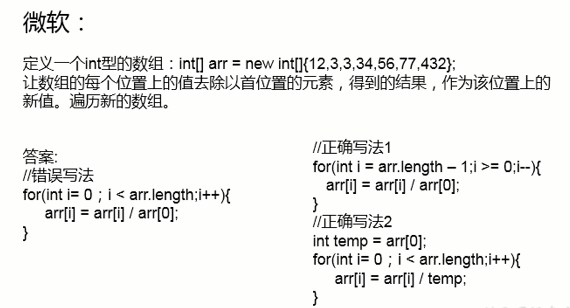 微软：
定义一个int型的数组：int[] arr = new int[]{12,3,3,34,56,77,432};
让数组的每个位置上的值去除以首位置的元素，得到的结果，作为该位置上的
新值。遍历新的数组。
答案:
//错误写法
for(int i= 0；i < arr.length;i++){
arr[i] = arr[i] / arr[0];
}
//正确写法1
for(int i = arr.length – 1;i >= 0;i--){
arr[i] = arr[i] / arr[0];
}
//正确写法2
int temp = arr[0];
for(int i= 0；i < arr.length;i++){
arr[i] = arr[i] / temp;
}